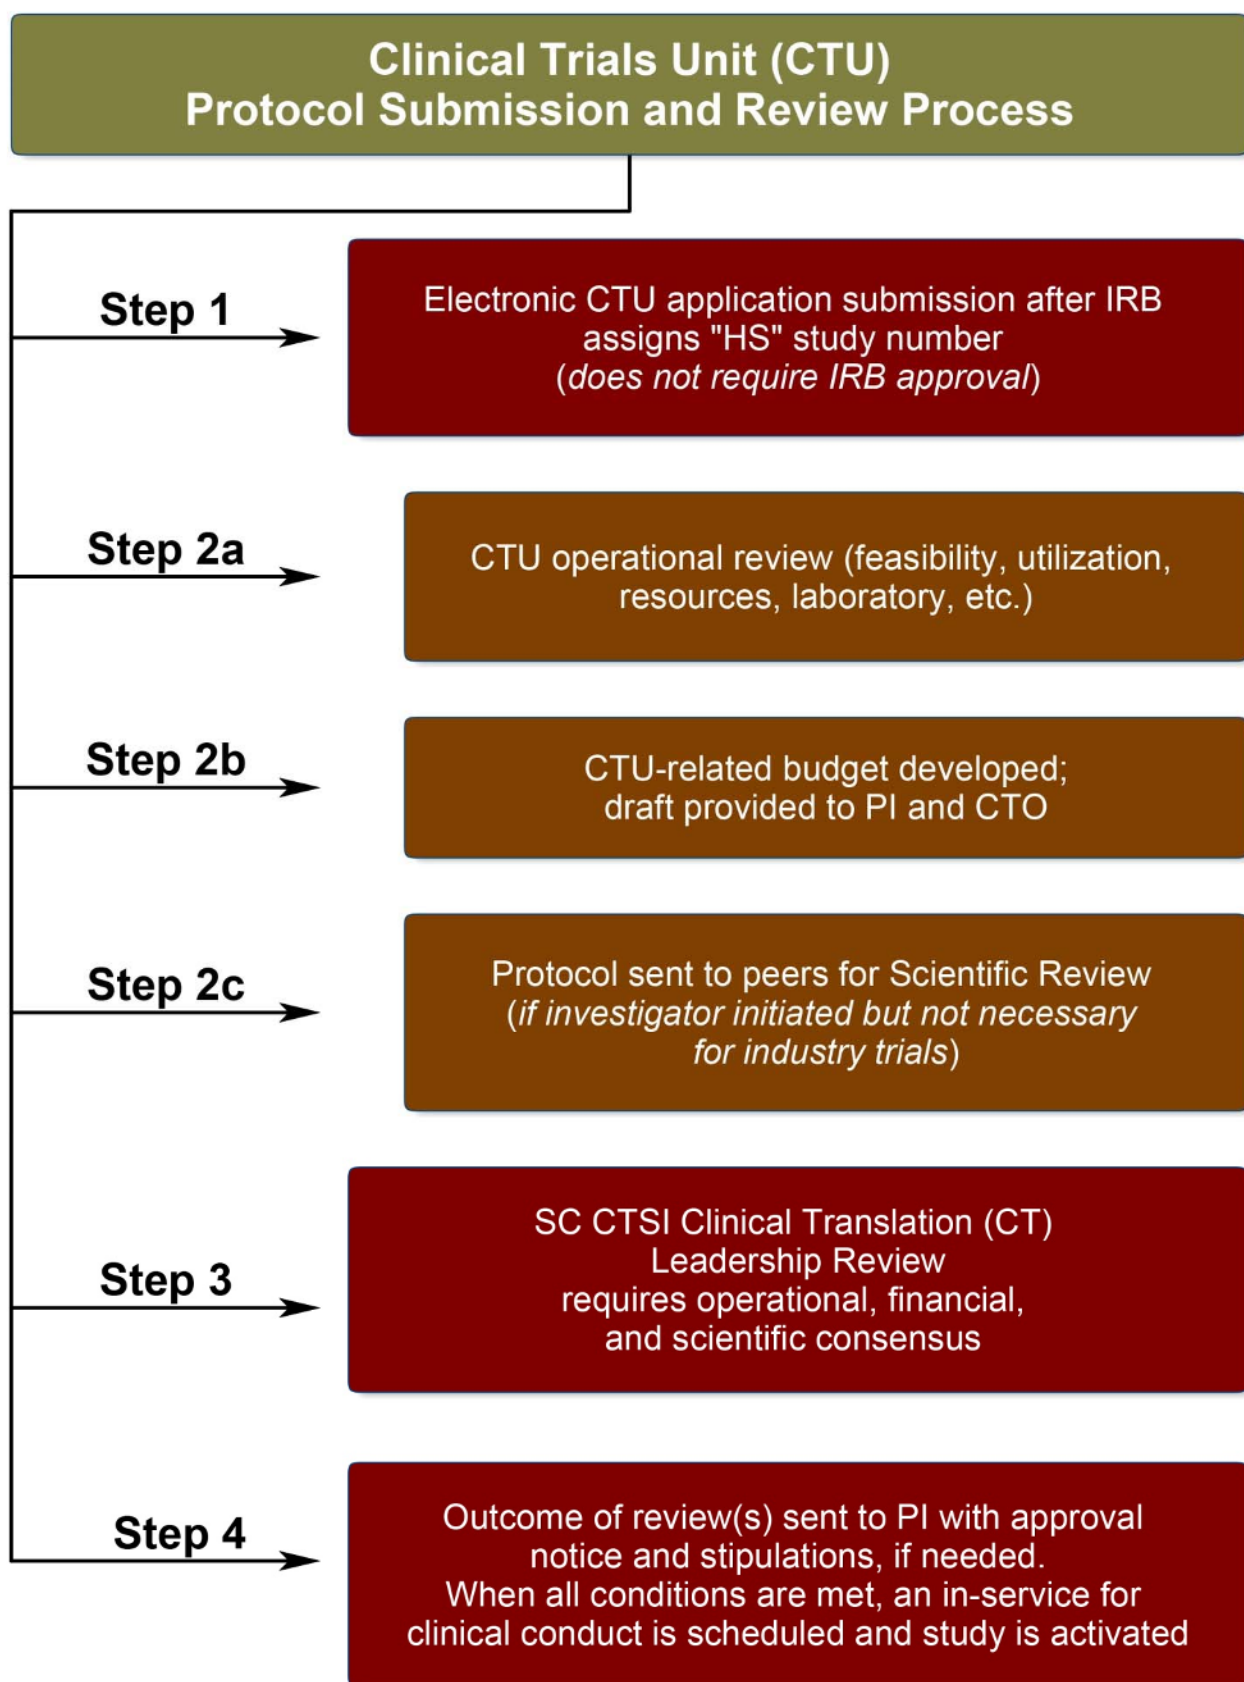 Clinical Trials Unit (CTU)
Protocol Submission and Review Process
Step 1
Electronic CTU application submission after IRB
assigns "HS" study number
(does not require IRB approval)
Step 2a
CTU operational review (feasibility, utilization,
resources, laboratory, etc.)
Step 2b
CTU-related budget developed;
draft provided to PI and CTO
Step 2c
Protocol sent to peers for Scientific Review
(if investigator initiated but not necessary
for industry trials)
Step 3
SC CTSI Clinical Translation (CT)
Leadership Review
requires operational, financial,
and scientific consensus
Step 4
Outcome of review(s) sent to PI with approval
notice and stipulations, if needed.
When all conditions are met, an in-service for
clinical conduct is scheduled and study is activated